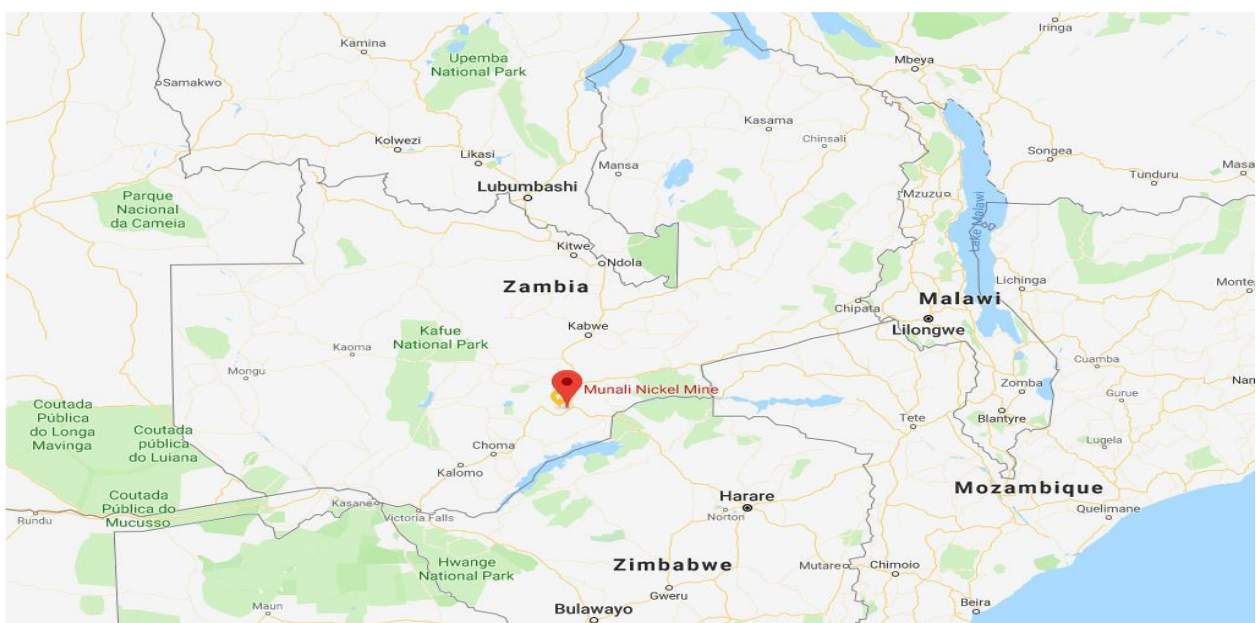 Iringa
Kamina
Upemba
National Park
Mbeya
Samakwo
Kasama
Chinsali
Kolwezi
Likasi
Mansa
Songea
Masa
Tunduru
Lubumbashi
Mzuzu
Parque
Nacional
da Cameia
Lake Malawi
Kitwe
Ndola
Lichinga
Monte
Zambia
Malawi
Chipata
Lilongwe
Kabwe
Kafue
National Park
Kaoma
Mongu
Cuamba
Nam
Munali Nickel Mine
Zomba
Gurue
Coutada
Pública
do Longa
Mavinga
Coutada
pública
do Luiana
Tete
Blantyre
Lugela
Choma
Kalomo
Coutada
Pública do
Mucusso
Kasane
Victoria Falls
Rundu
Harare
Norton
Mozambique
Quelimane
Hwange
National Park
Zimbabwe
Mutare
Chimoio
Gweru
Maun
Bulawayo
Beira